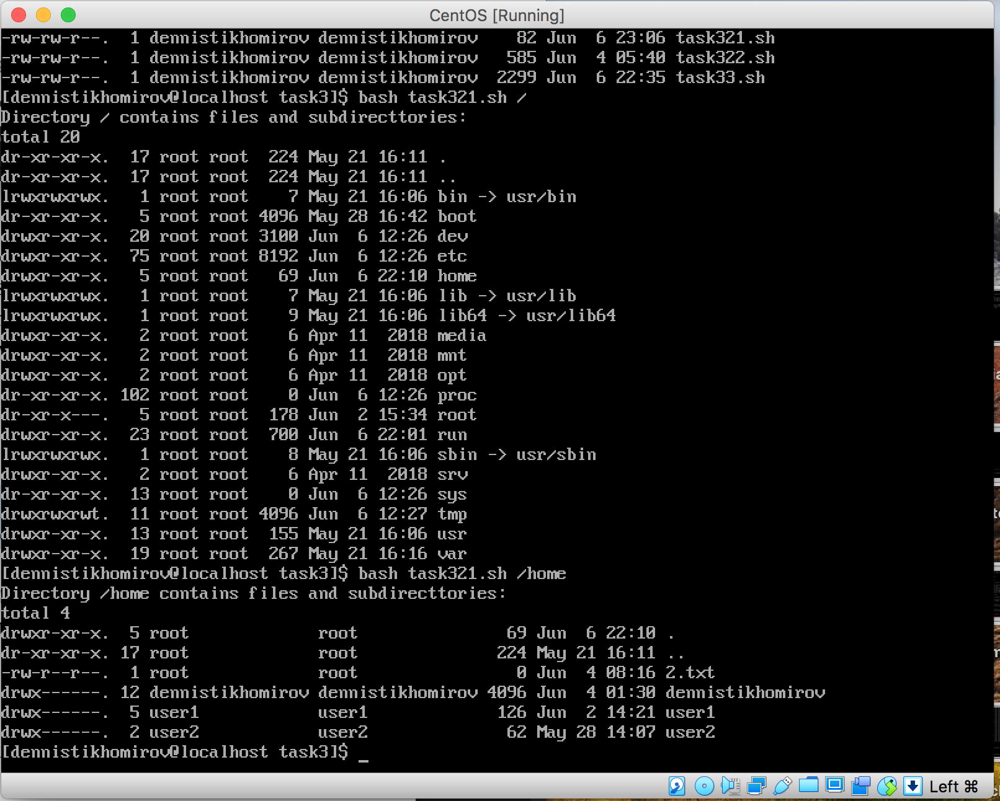 CentOS [Running]
-rw-rw-r--.  1 dennistikhomirov dennistikhomirov    82 Jun  6 23:06 task321.sh
-rw-rw-r--.  1 dennistikhomirov dennistikhomirov   585 Jun  4 05:40 task322.sh
-rw-rw-r--.  1 dennistikhomirov dennistikhomirov  2299 Jun  6 22:35 task33.sh
[dennistikhomirov@localhost task3]$ bash task321.sh /
Directory / contains files and subdirecttories:
total 20
dr-xr-xr-x.  17 root root  224 May 21 16:11 .
dr-xr-xr-x.  17 root root  224 May 21 16:11 ..
lrwxrwxrwx.   1 root root    7 May 21 16:06 bin -> usr/bin
dr-xr-xr-x.   5 root root 4096 May 28 16:42 boot
drwxr-xr-x.  20 root root 3100 Jun  6 12:26 dev
drwxr-xr-x.  75 root root 8192 Jun  6 12:26 etc
drwxr-xr-x.   5 root root   69 Jun  6 22:10 home
lrwxrwxrwx.   1 root root    7 May 21 16:06 lib -> usr/lib
lrwxrwxrwx.   1 root root    9 May 21 16:06 lib64 -> usr/lib64
drwxr-xr-x.   2 root root    6 Apr 11  2018 media
drwxr-xr-x.   2 root root    6 Apr 11  2018 mnt
drwxr-xr-x.   2 root root    6 Apr 11  2018 opt
dr-xr-xr-x. 102 root root    0 Jun  6 12:26 proc
dr-xr-x---.   5 root root  178 Jun  2 15:34 root
drwxr-xr-x.  23 root root  700 Jun  6 22:01 run
lrwxrwxrwx.   1 root root    8 May 21 16:06 sbin -> usr/sbin
drwxr-xr-x.   2 root root    6 Apr 11  2018 srv
dr-xr-xr-x.  13 root root    0 Jun  6 12:26 sys
drwxrwxrwt.  11 root root 4096 Jun  6 12:27 tmp
drwxr-xr-x.  13 root root  155 May 21 16:06 usr
drwxr-xr-x.  19 root root  267 May 21 16:16 var
[dennistikhomirov@localhost task3]$ bash task321.sh /home
Directory /home contains files and subdirecttories:
total 4
drwxr-xr-x.  5 root             root               69 Jun  6 22:10 .
dr-xr-xr-x. 17 root             root              224 May 21 16:11 ..
-rw-r--r--.  1 root             root                0 Jun  4 08:16 2.txt
drwx------. 12 dennistikhomirov dennistikhomirov 4096 Jun  4 01:30 dennistikhomirov
drwx------.  5 user1            user1             126 Jun  2 14:21 user1
drwx------.  2 user2            user2              62 May 28 14:07 user2
[dennistikhomirov@localhost task3]$ _
Left ⌘